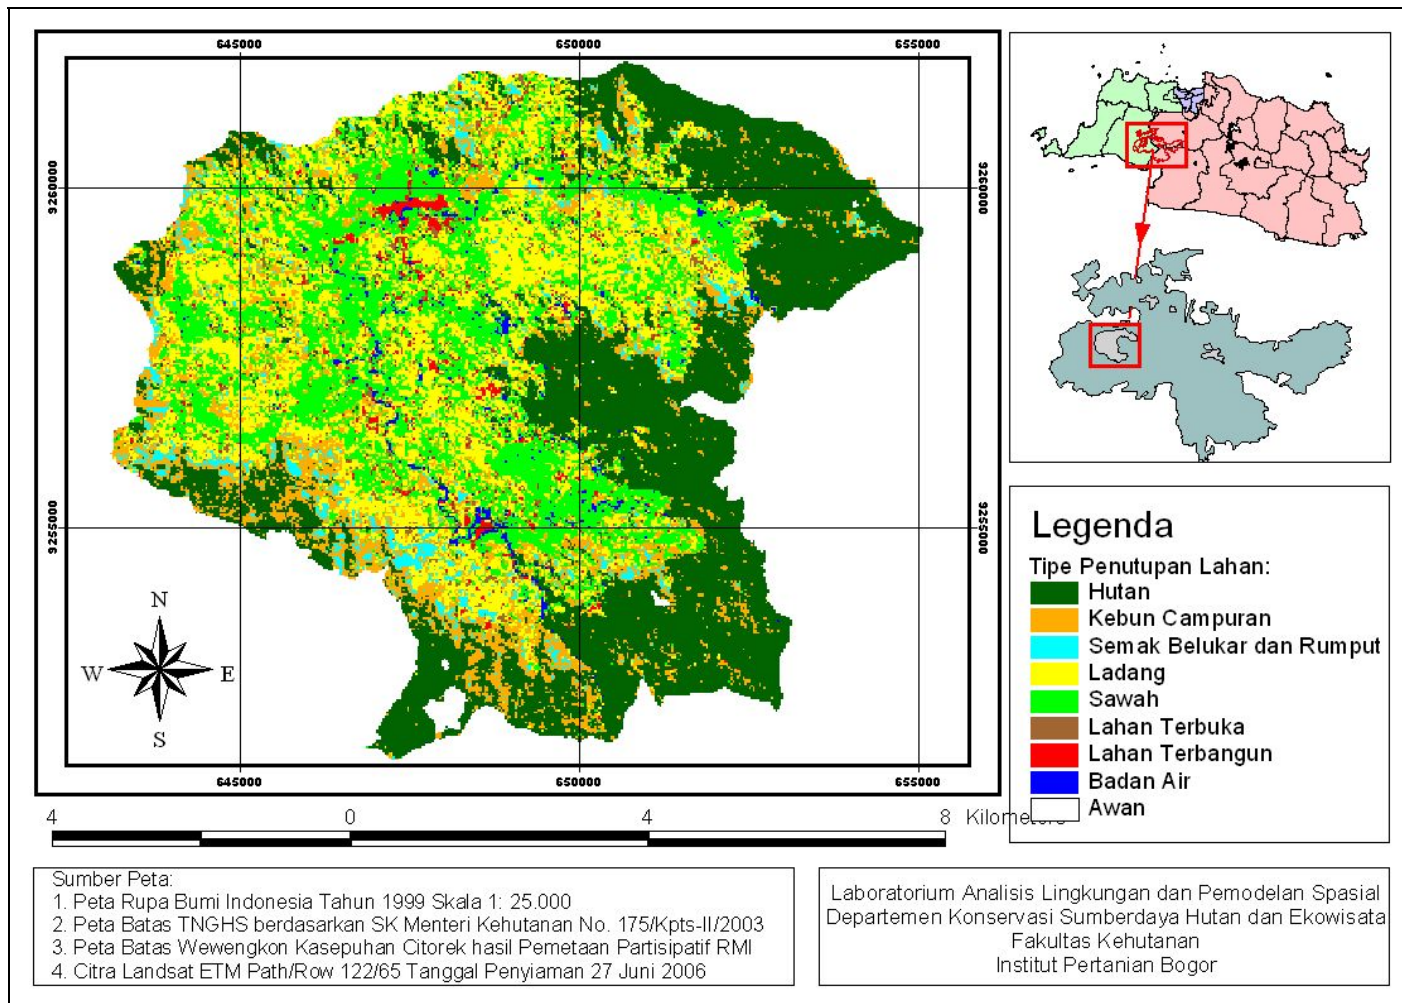 645000
650000
655000
9260000
9260000
9255000
9255000
N
W
E
S
645000
650000
655000
4
0
4
8
Kilometers
Legenda
Tipe Penutupan Lahan:
Hutan
Kebun Campuran
Semak Belukar dan Rumput
Ladang
Sawah
Lahan Terbuka
Lahan Terbangun
Badan Air
Awan
Sumber Peta:
1. Peta Rupa Bumi Indonesia Tahun 1999 Skala 1: 25.000
2. Peta Batas TNGHS berdasarkan SK Menteri Kehutanan No. 175/Kpts-II/2003
3. Peta Batas Wewengkon Kasepuhan Citorek hasil Pemetaan Partisipatif RMI
4. Citra Landsat ETM Path/Row 122/65 Tanggal Penyiaman 27 Juni 2006
Laboratorium Analisis Lingkungan dan Pemodelan Spasial
Departemen Konservasi Sumberdaya Hutan dan Ekowisata
Fakultas Kehutanan
Institut Pertanian Bogor